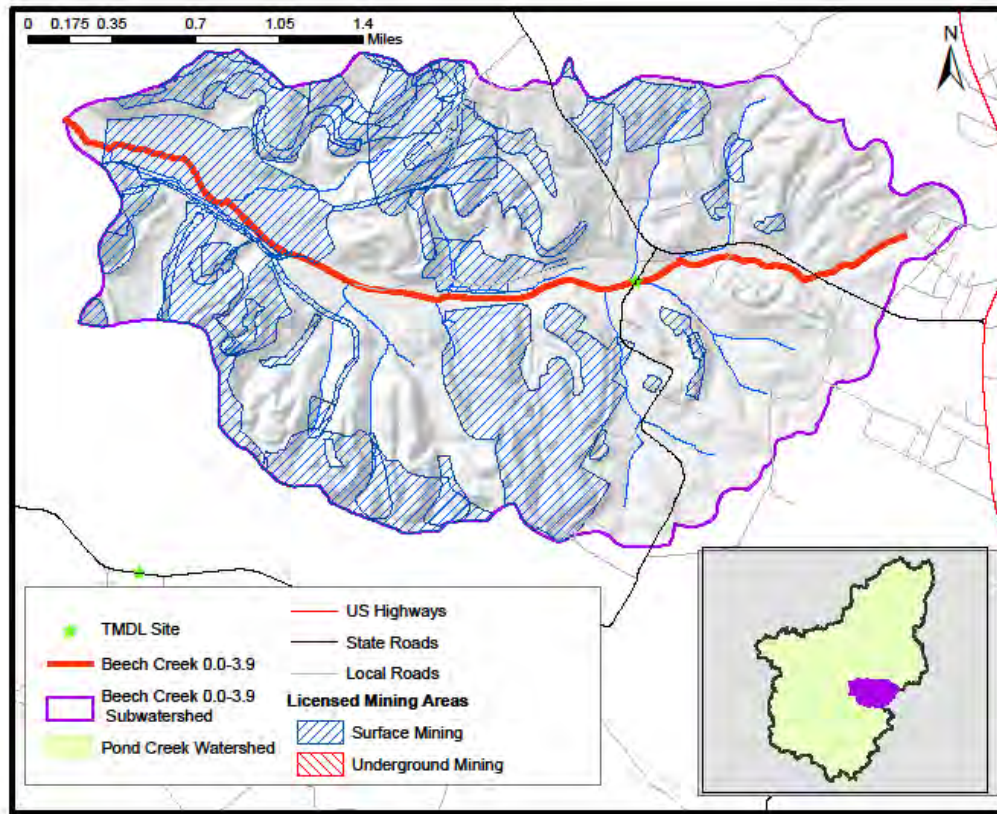 0 0.175 0.35 0.7 1.05 1.4
Miles
N
TMDL Site
Beech Creek 0.0-3.9
Beech Creek 0.0-3.9
Subwatershed
Pond Creek Watershed
US Highways
State Roads
Local Roads
Licensed Mining Areas
Surface Mining
Underground Mining